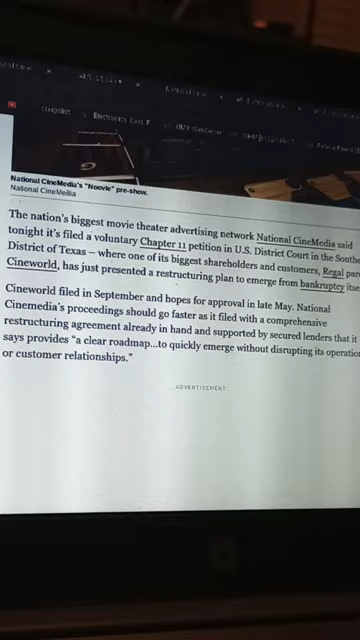 craigslist
Electronics Cars F
National CineMedia's "Noovie" pre-show.
National CineMedia
The nation's biggest movie theater advertising network National CineMedia said
tonight it's filed a voluntary Chapter 11 petition in U.S. District Court in the Southe
District of Texas – where one of its biggest shareholders and customers, Regal par
Cineworld, has just presented a restructuring plan to emerge from bankruptcy itse
Cineworld filed in September and hopes for approval in late May. National
Cinemedia's proceedings should go faster as it filed with a comprehensive
restructuring agreement already in hand and supported by secured lenders that it
says provides "a clear roadmap...to quickly emerge without disrupting its operatio
or customer relationships."
ADVERTISEMENT